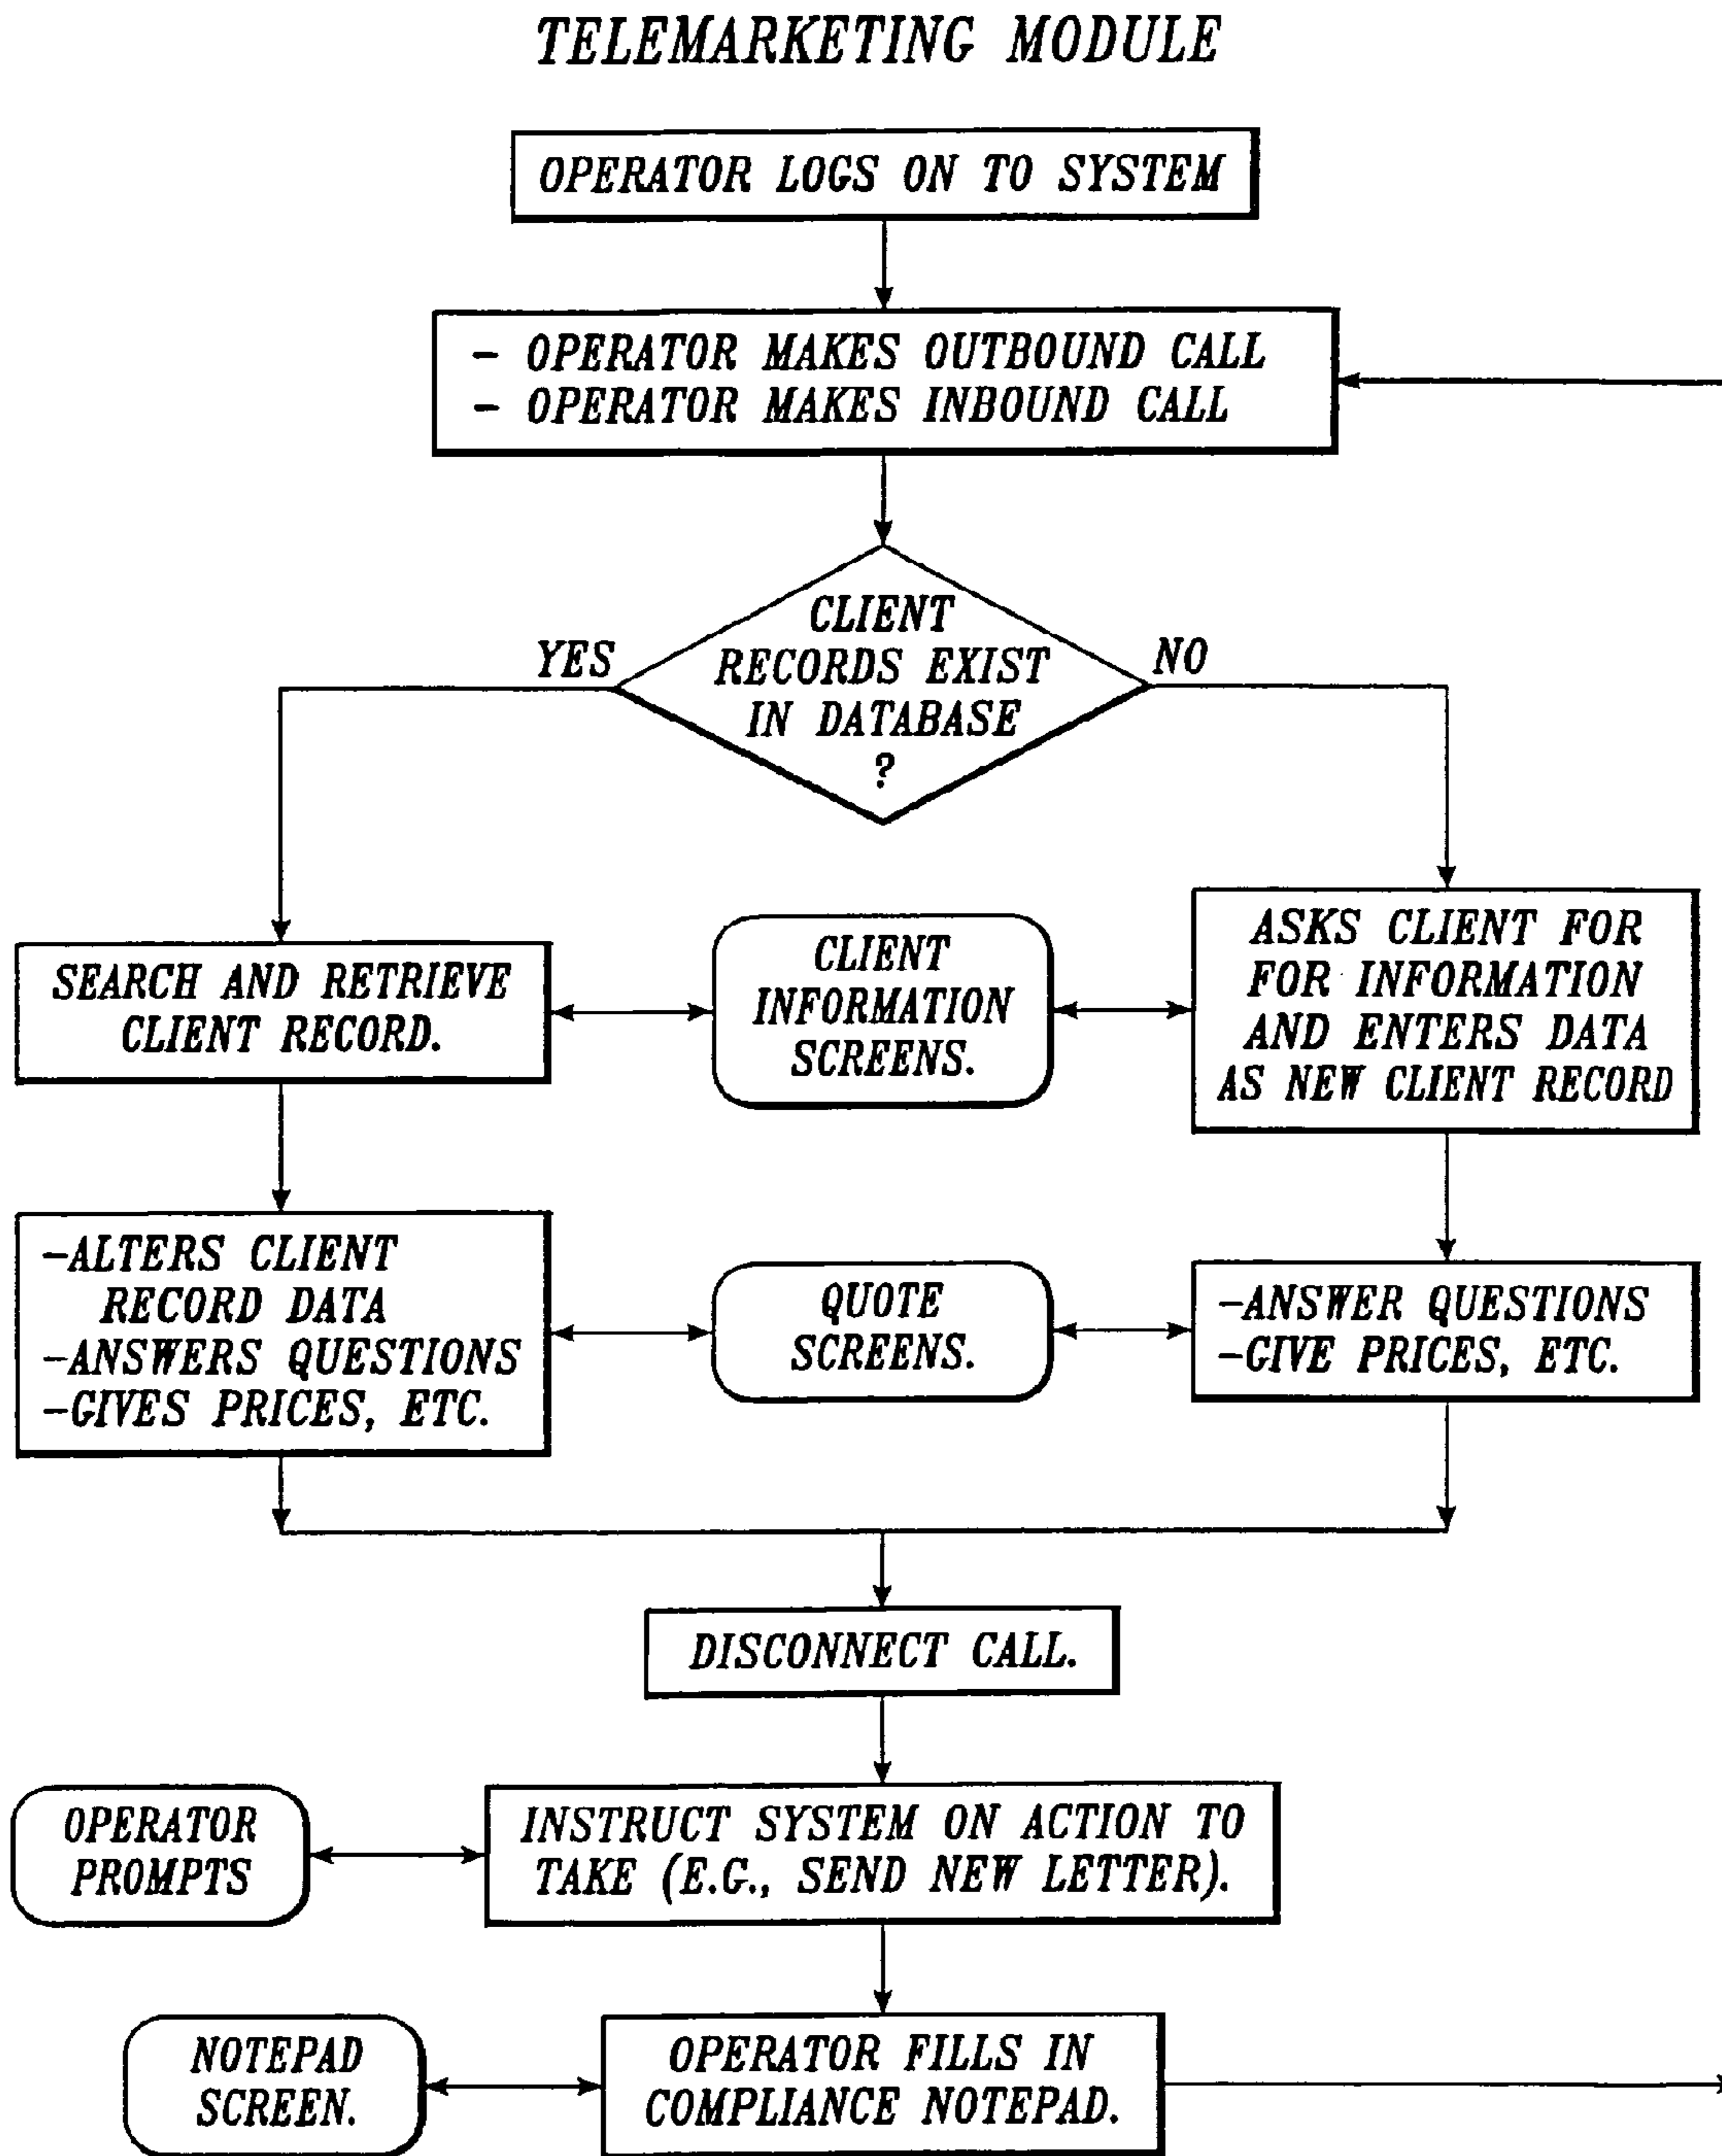 TELEMARKETING MODULE
OPERATOR LOGS ON TO SYSTEM
- OPERATOR MAKES OUTBOUND CALL
- OPERATOR MAKES INBOUND CALL
CLIENT
RECORDS EXIST
IN DATABASE
?
YES
NO
SEARCH AND RETRIEVE
CLIENT RECORD.
CLIENT
INFORMATION
SCREENS.
ASKS CLIENT FOR
FOR INFORMATION
AND ENTERS DATA
AS NEW CLIENT RECORD
-ALTERS CLIENT
RECORD DATA
-ANSWERS QUESTIONS
-GIVES PRICES, ETC.
QUOTE
SCREENS.
-ANSWER QUESTIONS
-GIVE PRICES, ETC.
DISCONNECT CALL.
OPERATOR
PROMPTS
INSTRUCT SYSTEM ON ACTION TO
TAKE (E.G., SEND NEW LETTER).
NOTEPAD
SCREEN.
OPERATOR FILLS IN
COMPLIANCE NOTEPAD.